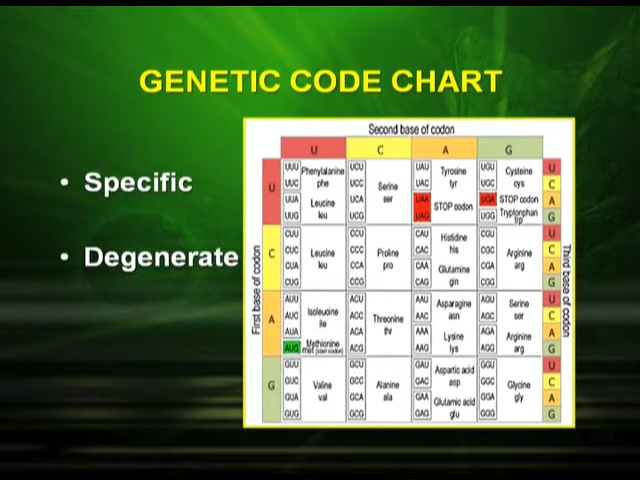 GENETIC CODE CHART
• Specific
• Degenerate
Second base of codon
U C A G
First base of codon
Third base of codon
U
UUU
UUC
Phenylalanine
phe
UUA
UUG
Leucine
leu
UCU
UCC
UCA
UCG
Serine
ser
UAU
UAC
Tyrosine
tyr
UAA
UAG
STOP codon
UGU
UGC
Cysteine
cys
UGA
STOP codon
UGG
Tryptonphan
trp
U
C
A
G
C
CUU
CUC
CUA
CUG
Leucine
leu
CCU
CCC
CCA
CCG
Proline
pro
CAU
CAC
Histidine
his
CAA
CAG
Glutamine
gin
CGU
CGC
CGA
CGG
Arginine
arg
U
C
A
G
A
AUU
AUC
AUA
Isoleucine
ile
AUG
Methionine
met (start codon)
ACU
ACC
ACA
ACG
Threonine
thr
AAU
AAC
Asparagine
asn
AAA
AAG
Lysine
lys
AGU
AGC
Serine
ser
AGA
AGG
Arginine
arg
U
C
A
G
G
GUU
GUC
GUA
GUG
Valine
val
GCU
GCC
GCA
GCG
Alanine
ala
GAU
GAC
Aspartic acid
asp
GAA
GAG
Glutamic acid
glu
GGU
GGC
GGA
GGG
Glycine
gly
U
C
A
G